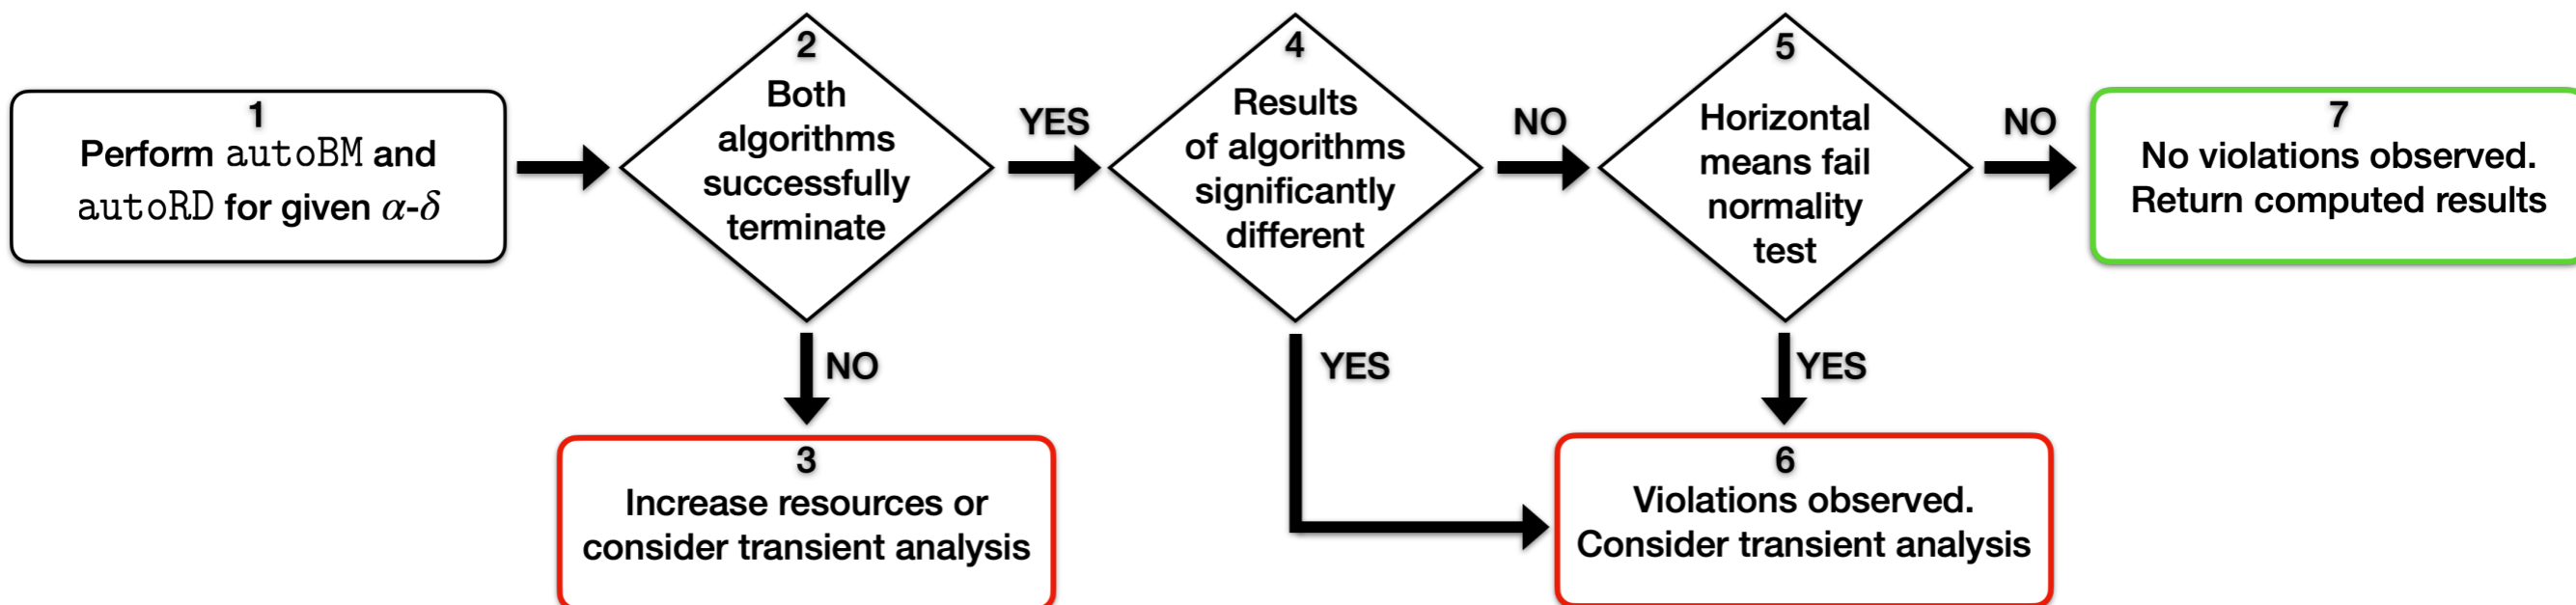 1
Perform autoBM and
autoRD for given α-δ
2
Both
algorithms
successfully
terminate
YES
NO
3
Increase resources or
consider transient analysis
4
Results
of algorithms
significantly
different
NO
YES
5
Horizontal
means fail
normality
test
NO
YES
6
Violations observed.
Consider transient analysis
7
No violations observed.
Return computed results